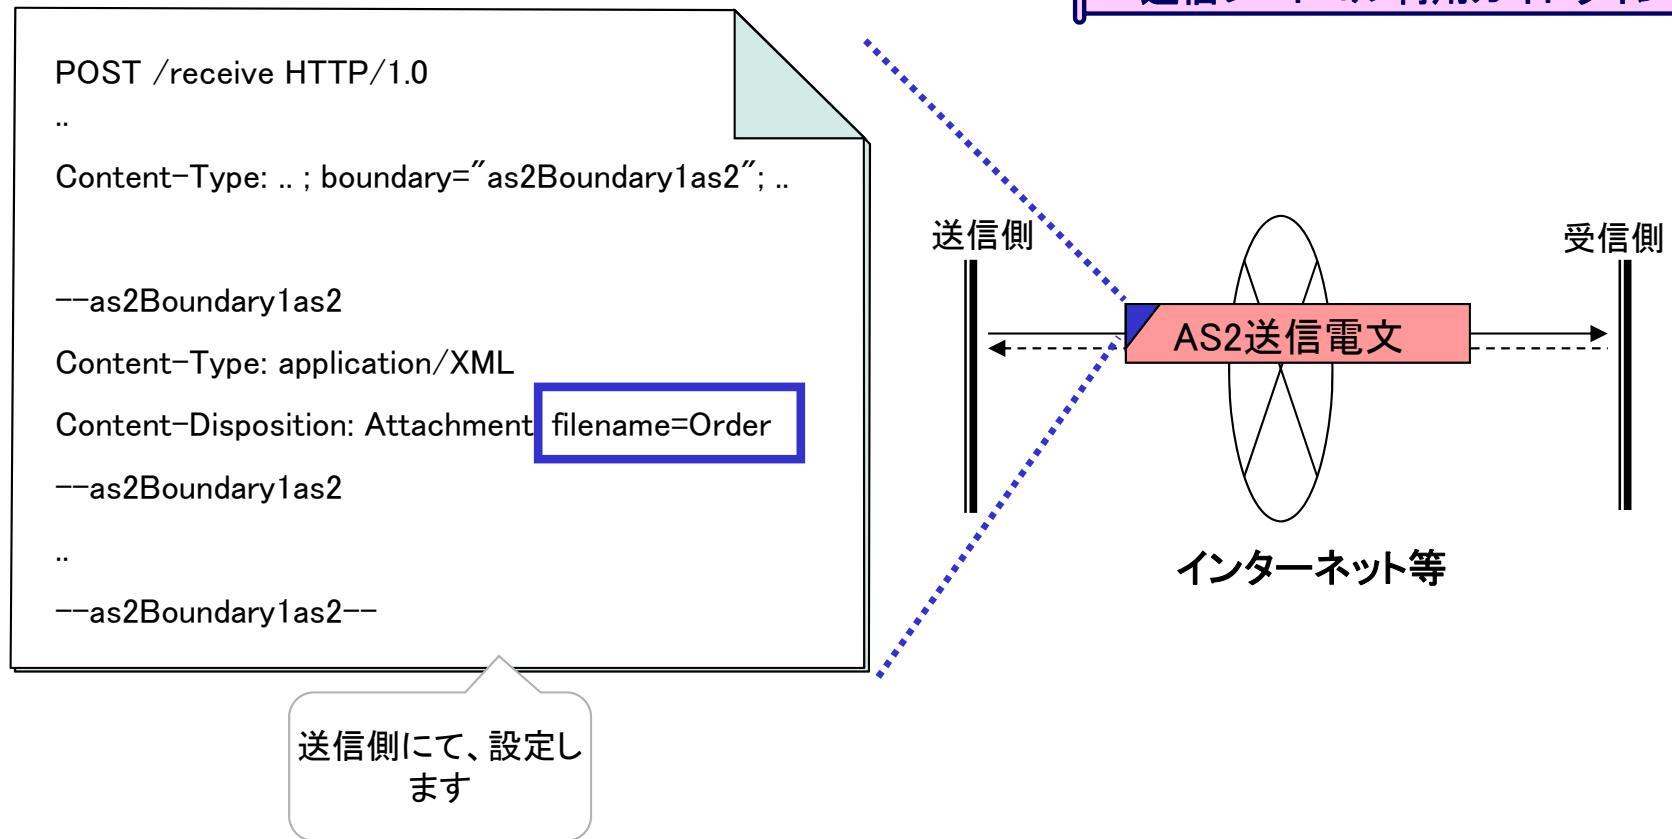 POST /receive HTTP/1.0
..
Content-Type: .. ; boundary="as2Boundary1as2"; ..
--as2Boundary1as2
Content-Type: application/XML
Content-Disposition: Attachment filename=Order
--as2Boundary1as2
..
--as2Boundary1as2--
送信側にて、設定し
ます
送信側
受信側
AS2送信電文
インターネット等